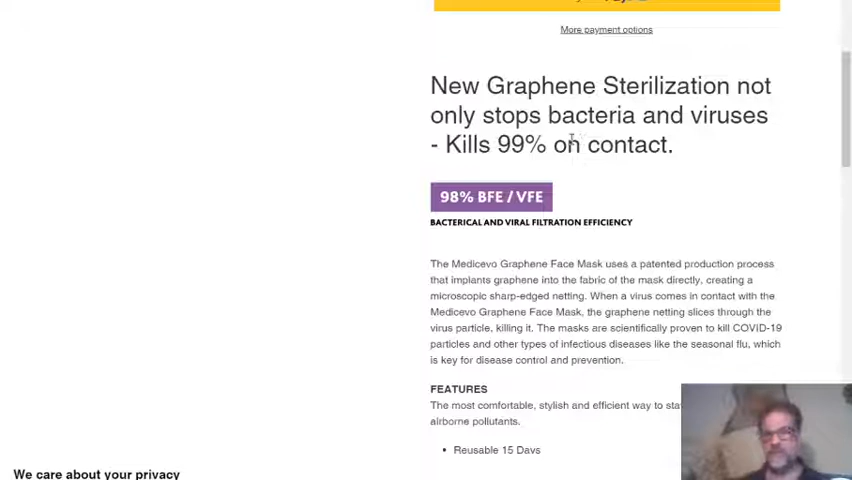 More payment options
New Graphene Sterilization not
only stops bacteria and viruses
- Kills 99% on contact.
98% BFE / VFE
BACTERICAL AND VIRAL FILTRATION EFFICIENCY
The Medicevo Graphene Face Mask uses a patented production process
that implants graphene into the fabric of the mask directly, creating a
microscopic sharp-edged netting. When a virus comes in contact with the
Medicevo Graphene Face Mask, the graphene netting slices through the
virus particle, killing it. The masks are scientifically proven to kill COVID-19
particles and other types of infectious diseases like the seasonal flu, which
is key for disease control and prevention.
FEATURES
The most comfortable, stylish and efficient way to
airborne pollutants.
• Reusable 15 Days
We care about your privacy